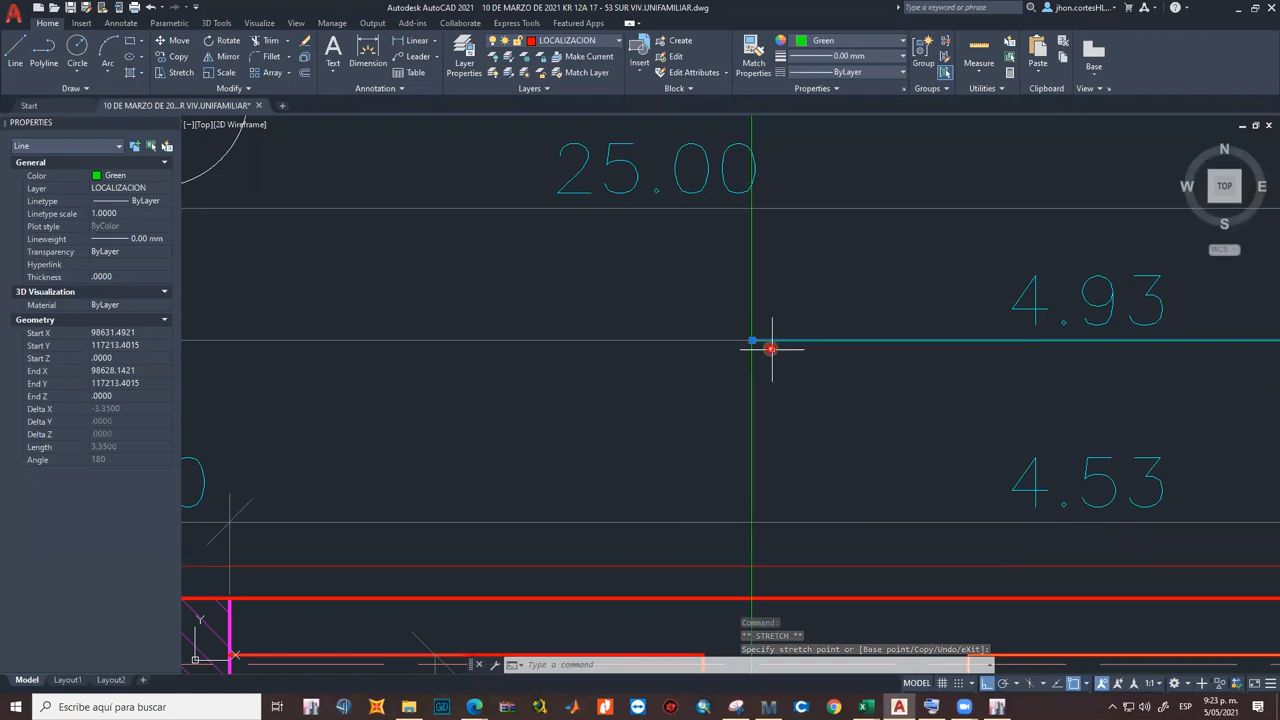 Autodesk AutoCAD 2021 10 DE MARZO DE 2021 KR 12A 17 - 53 SUR VIV.UNIFAMILIAR..dwg
Type a keyword or phrase
jhon.cortesHL...
Home Insert Annotate Parametric 3D Tools Visualize View Manage Output Add-ins Collaborate Express Tools Featured Apps
Line Polyline Circle Arc
Move Rotate Trim
Copy Mirror Fillet
Stretch Scale Array
Text Dimension
Linear
Leader
Table
Layer Properties
LOCALIZACION
Make Current
Match Layer
Insert
Create
Edit
Edit Attributes
Match Properties
Green
0.00 mm
ByLayer
Group
Measure
Paste
Base
Draw Modify Annotation Layers Block Properties Groups Utilities Clipboard View
Start 10 DE MARZO DE 20...R VIV.UNIFAMILIAR*
PROPERTIES
[−][Top][2D Wireframe]
Line
General
Color Green
Layer LOCALIZACION
Linetype ByLayer
Linetype scale 1.0000
Plot style ByColor
Lineweight 0.00 mm
Transparency ByLayer
Hyperlink
Thickness .0000
3D Visualization
Material ByLayer
Geometry
Start X 98631.4921
Start Y 117213.4015
Start Z .0000
End X 98628.1421
End Y 117213.4015
End Z .0000
Delta X -3.3500
Delta Y .0000
Delta Z .0000
Length 3.3500
Angle 180
25.00
4.93
4.53
0
N
W TOP E
S
WCS
Y
X
Command:
** STRETCH **
Specify stretch point or [Base point/Copy/Undo/eXit]:
Type a command
Model Layout1 Layout2
MODEL 1:1
Escribe aquí para buscar
ESP
9:23 p. m.
5/05/2021